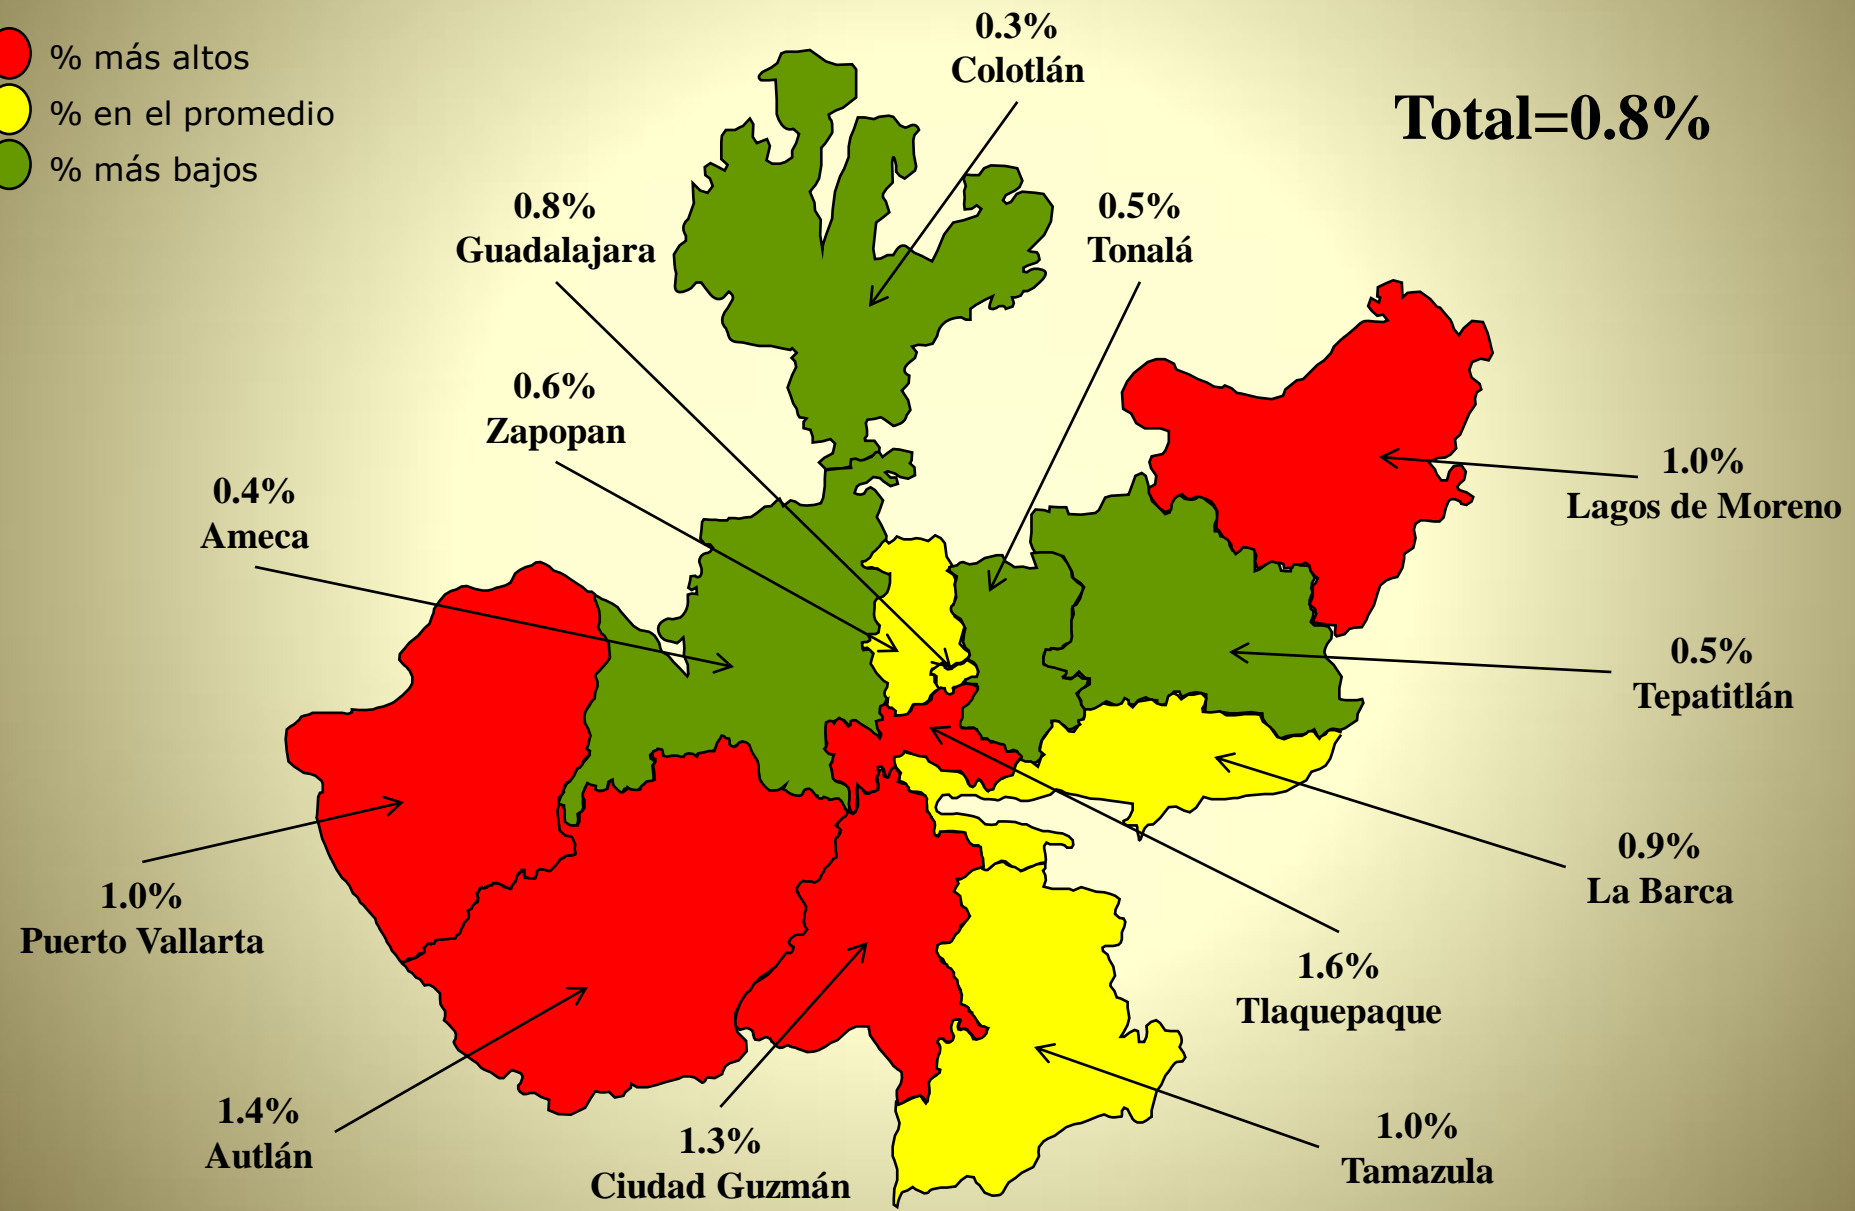 % más altos
% en el promedio
% más bajos
Total=0.8%
0.3%
Colotlán
0.8%
Guadalajara
0.5%
Tonalá
0.6%
Zapopan
0.4%
Ameca
1.0%
Lagos de Moreno
0.5%
Tepatitlán
0.9%
La Barca
1.0%
Puerto Vallarta
1.6%
Tlaquepaque
1.4%
Autlán
1.3%
Ciudad Guzmán
1.0%
Tamazula